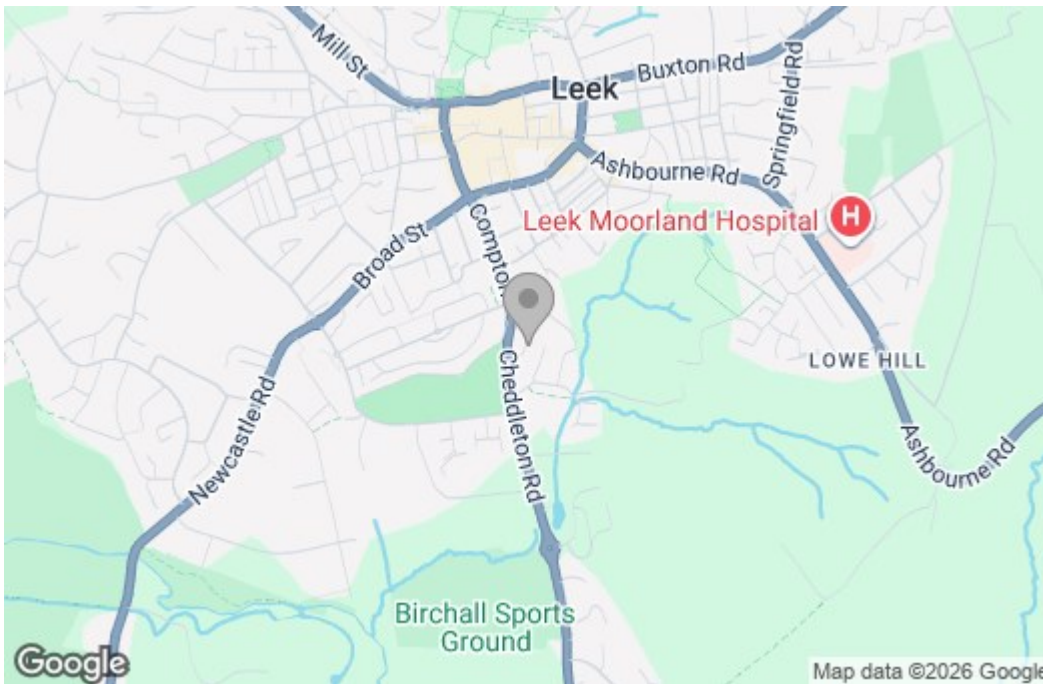 Mill St
Buxton Rd
Springfield Rd
Leek
Ashbourne Rd
Leek Moorland Hospital
H
Compton
Broad St
LOWE HILL
Cheddleton Rd
Newcastle Rd
Ashbourne Rd
Birchall Sports
Ground
Google
Map data ©2026 Google